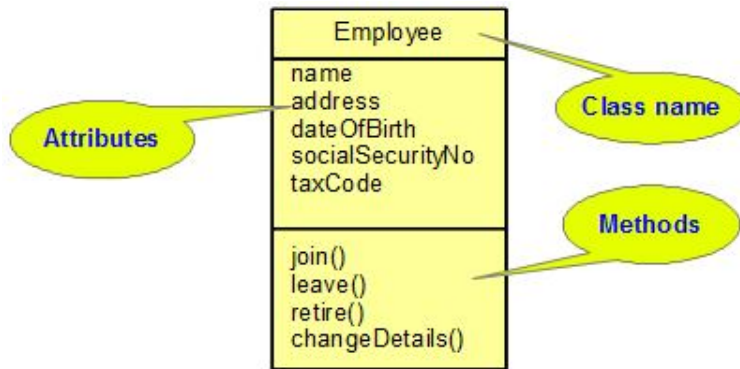 Employee
name
address
dateOfBirth
socialSecurityNo
taxCode
join()
leave()
retire()
changeDetails()
Attributes
Class name
Methods